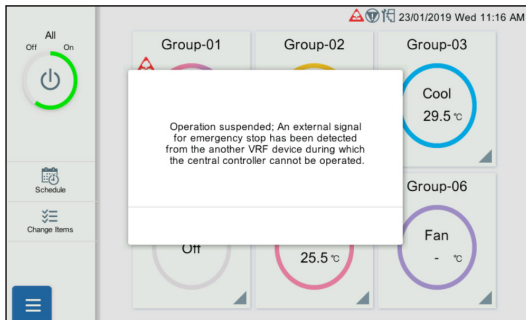 23/01/2019 Wed 11:16 AM
All
Off On
Schedule
Change Items
Group-01
Group-02
Group-03
Cool
29.5 °C
Operation suspended; An external signal
for emergency stop has been detected
from the another VRF device during which
the central controller cannot be operated.
Group-06
Off
25.5 °C
Fan
- °C